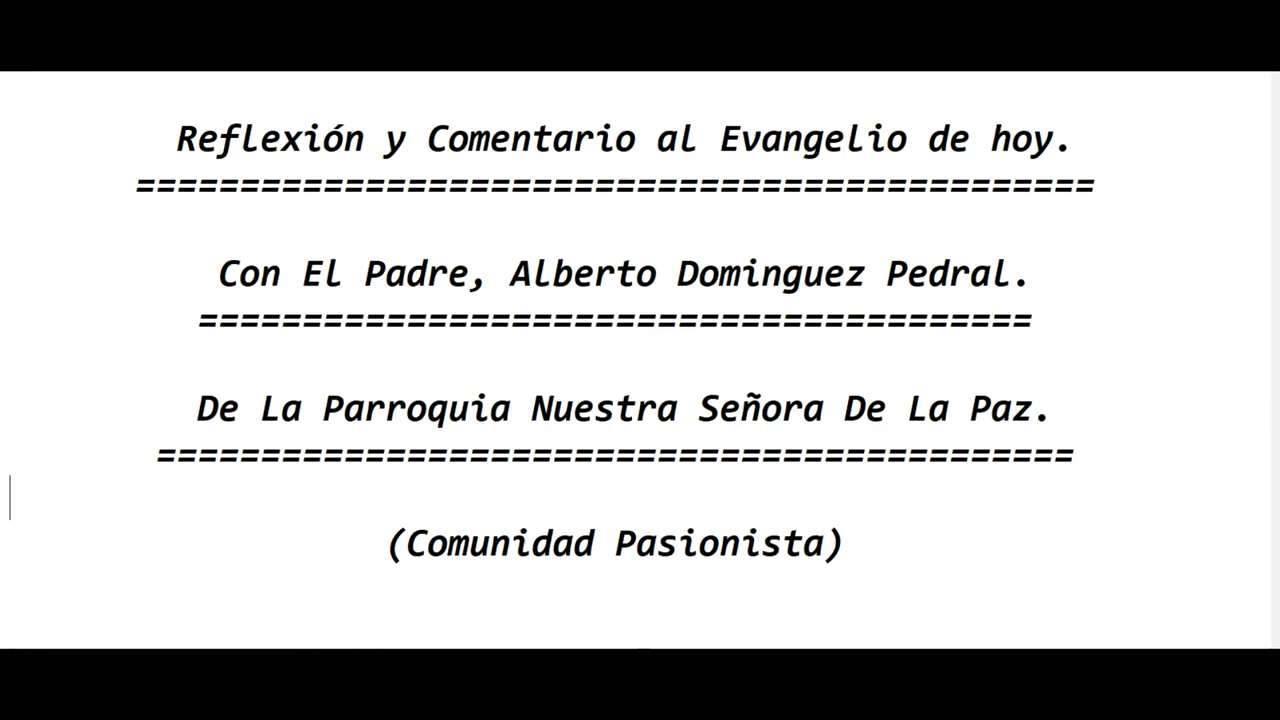 Reflexión y Comentario al Evangelio de hoy.
==============================================
Con El Padre, Alberto Dominguez Pedral.
========================================
De La Parroquia Nuestra Señora De La Paz.
============================================
(Comunidad Pasionista)